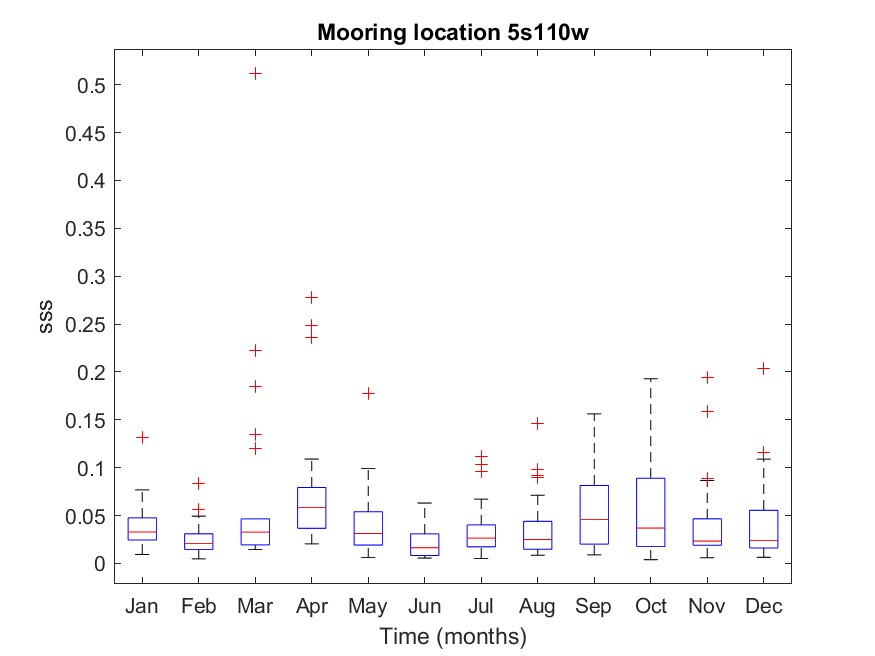 Mooring location 5s110w
0.5
0.45
0.4
0.35
0.3
0.25
0.2
0.15
0.1
0.05
0
sss
Jan Feb Mar Apr May Jun Jul Aug Sep Oct Nov Dec
Time (months)